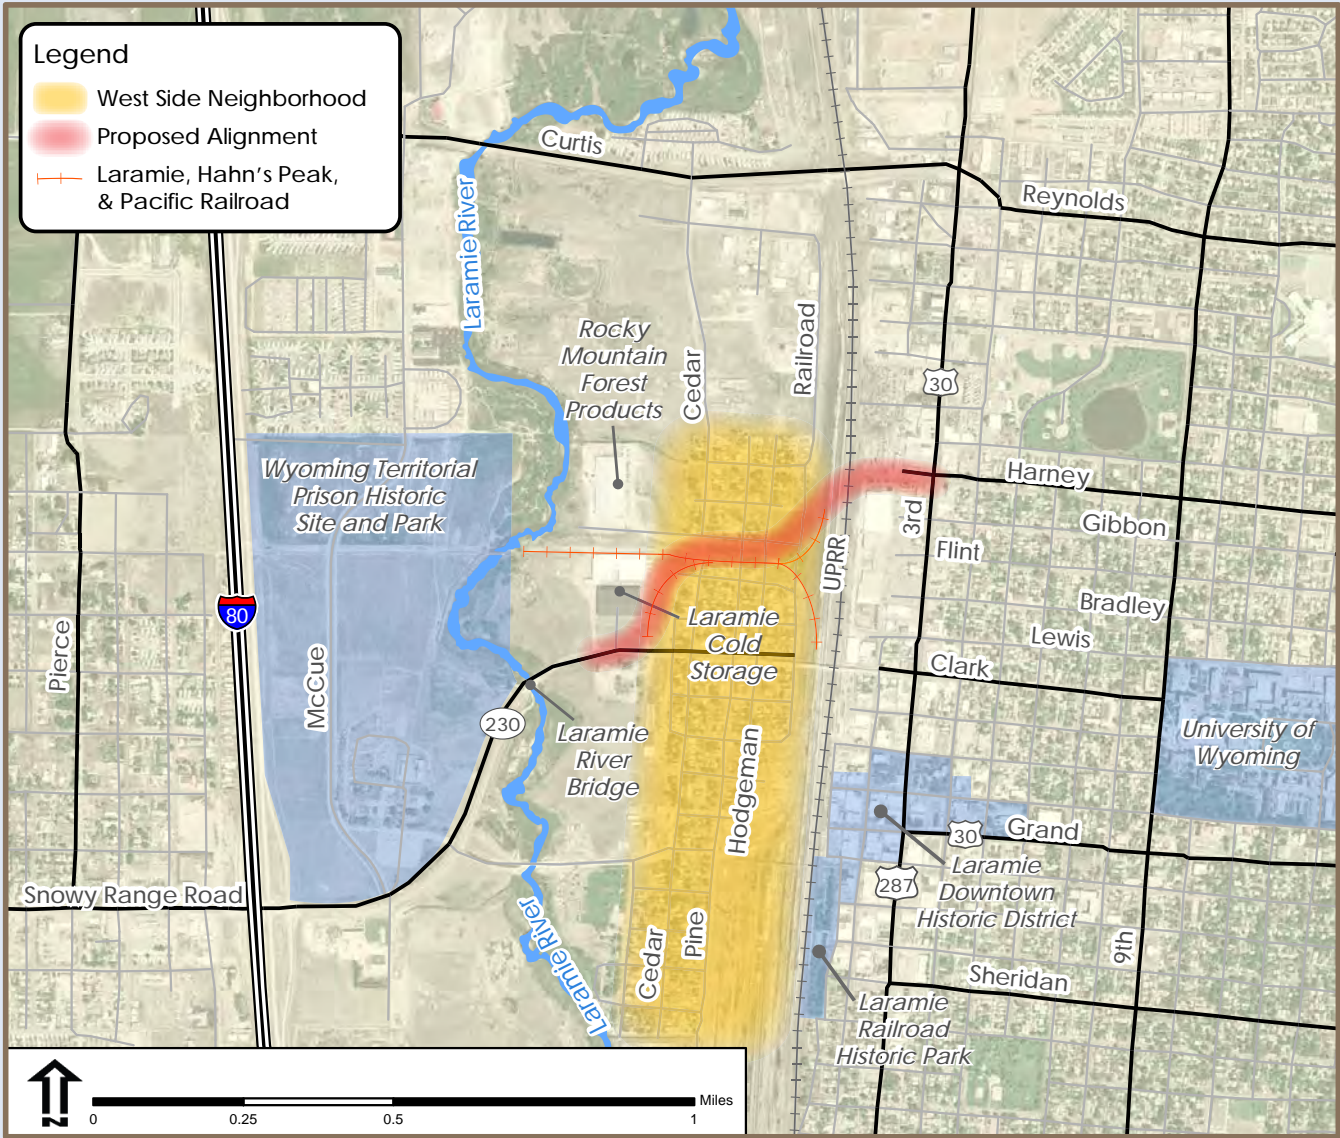 Legend
West Side Neighborhood
Proposed Alignment
Laramie, Hahn's Peak,
& Pacific Railroad
Curtis
Reynolds
Laramie River
Rocky
Mountain
Forest
Products
Cedar
Railroad
30
Wyoming Territorial
Prison Historic
Site and Park
Harney
3rd
Gibbon
Flint
UPRR
80
Bradley
Laramie
Cold
Storage
Lewis
Pierce
McCue
Clark
230
Laramie
River
Bridge
Hodgeman
University of
Wyoming
30
Grand
Laramie
Downtown
Historic District
287
Snowy Range Road
Laramie River
Cedar
Pine
9th
Sheridan
Laramie
Railroad
Historic Park
N
0
0.25
0.5
1
Miles